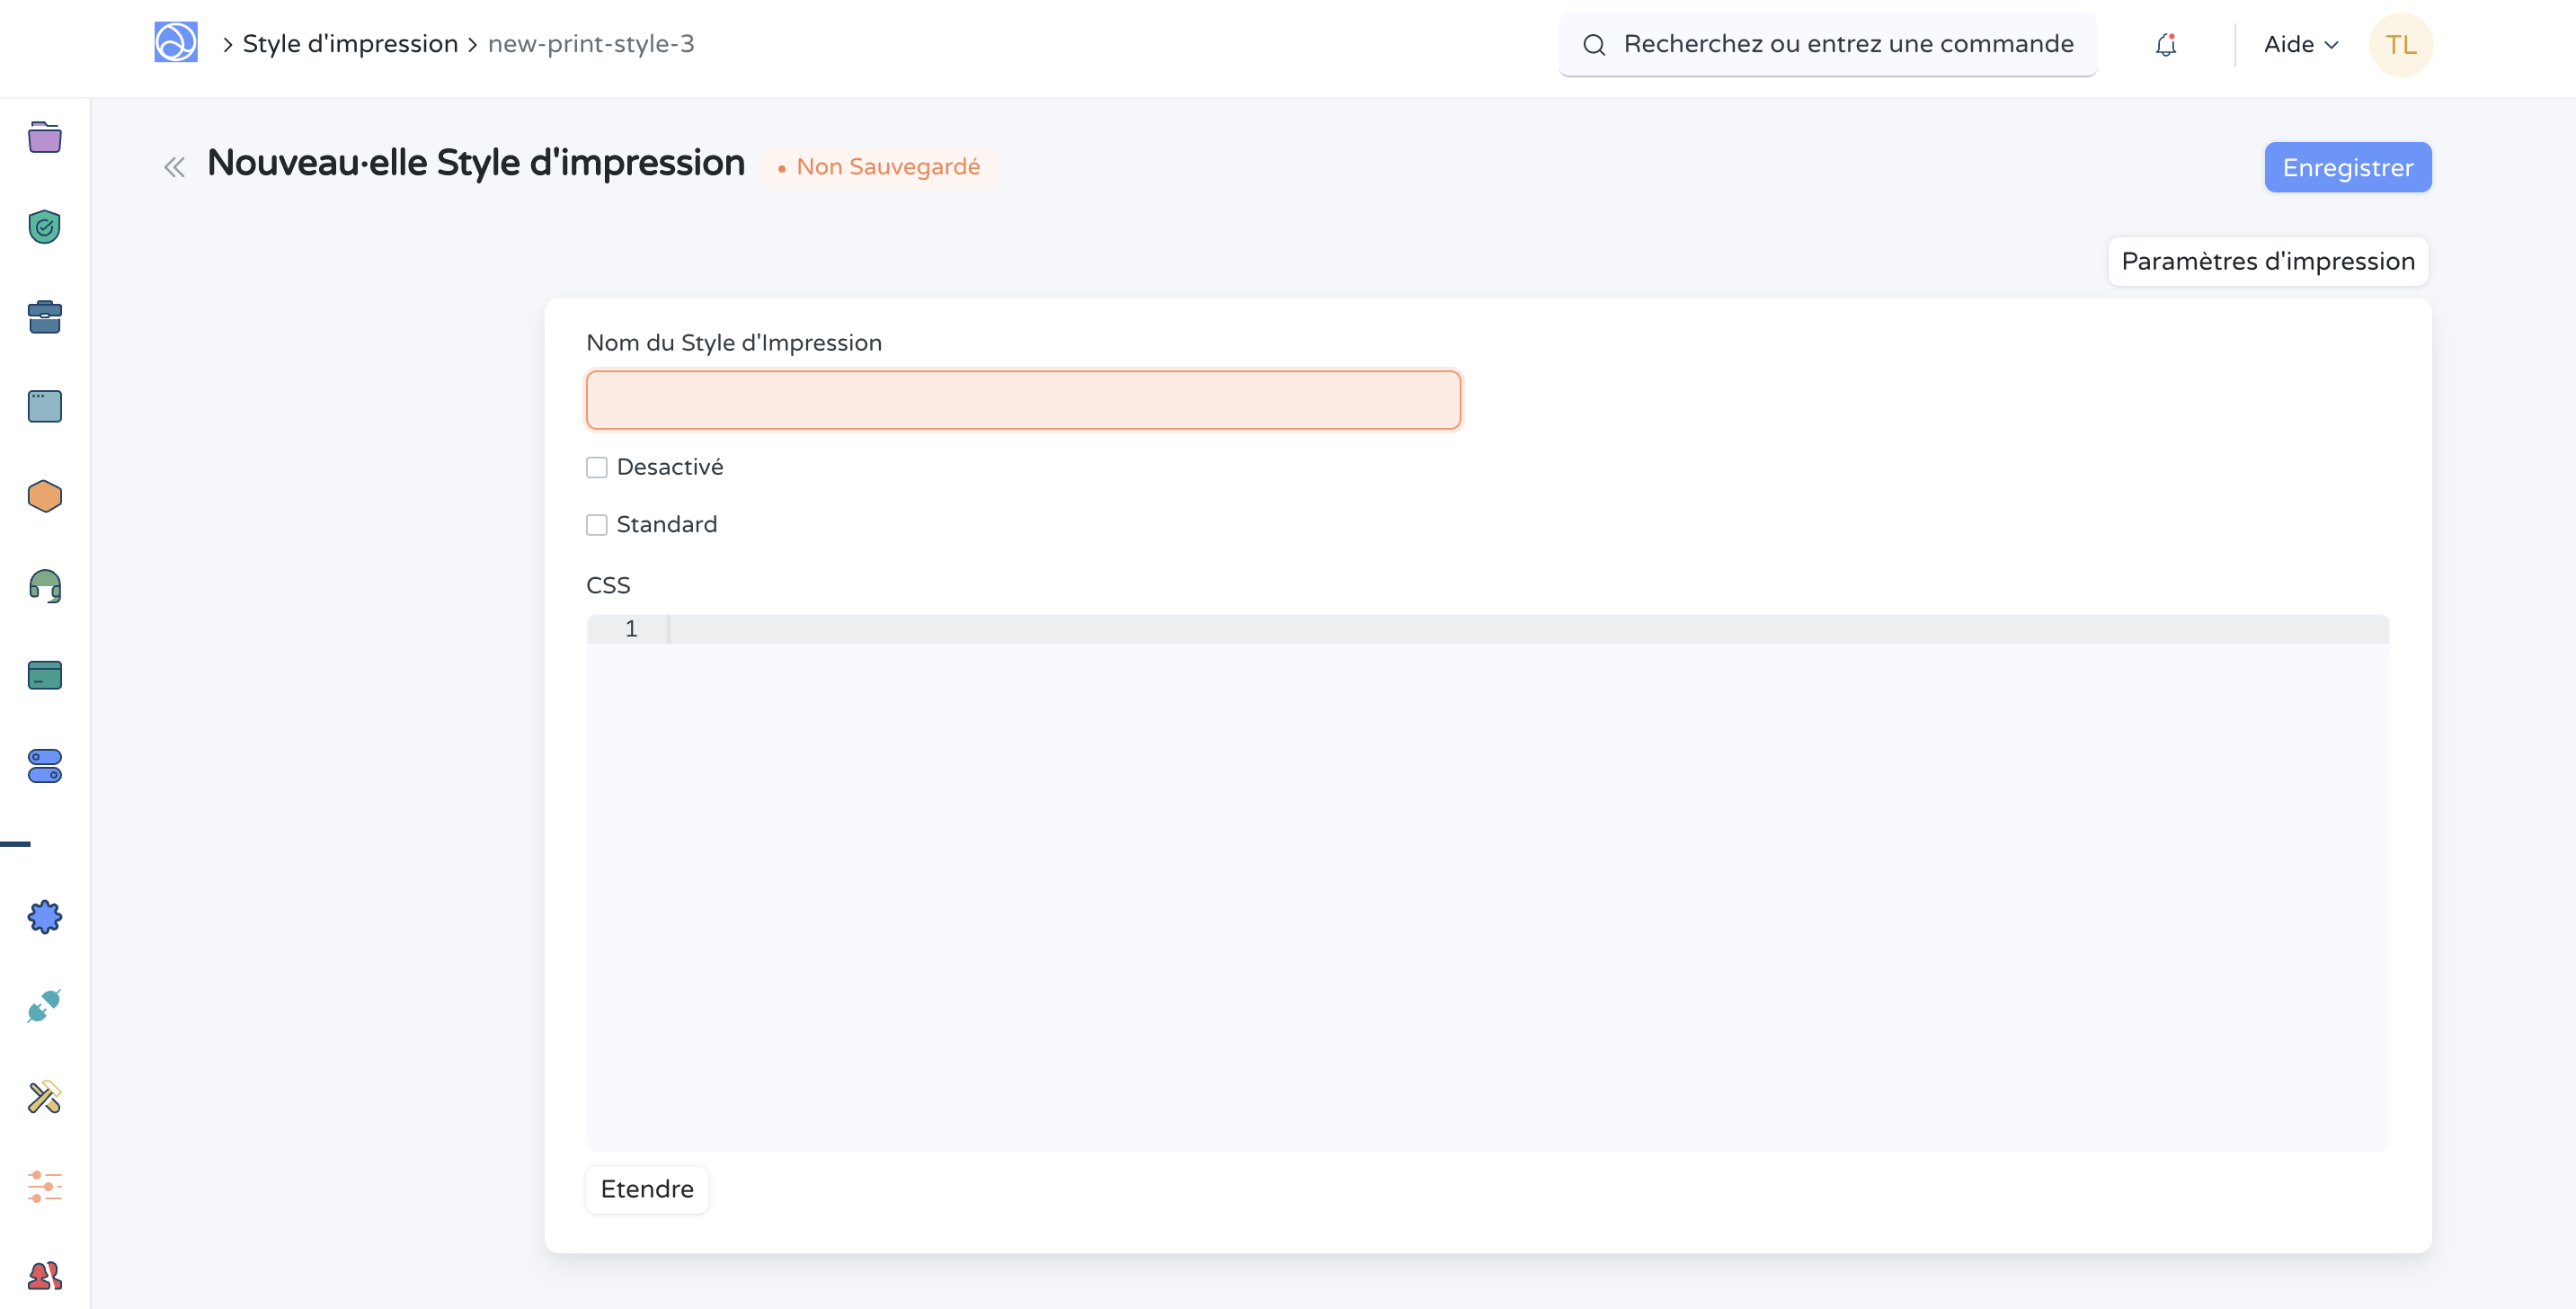 Style d'impression new-print-style-3
Recherchez ou entrez une commande
Aide
TL
Nouveau·elle Style d'impression
Non Sauvegardé
Enregistrer
Paramètres d'impression
Nom du Style d'Impression
Desactivé
Standard
CSS
1
Etendre